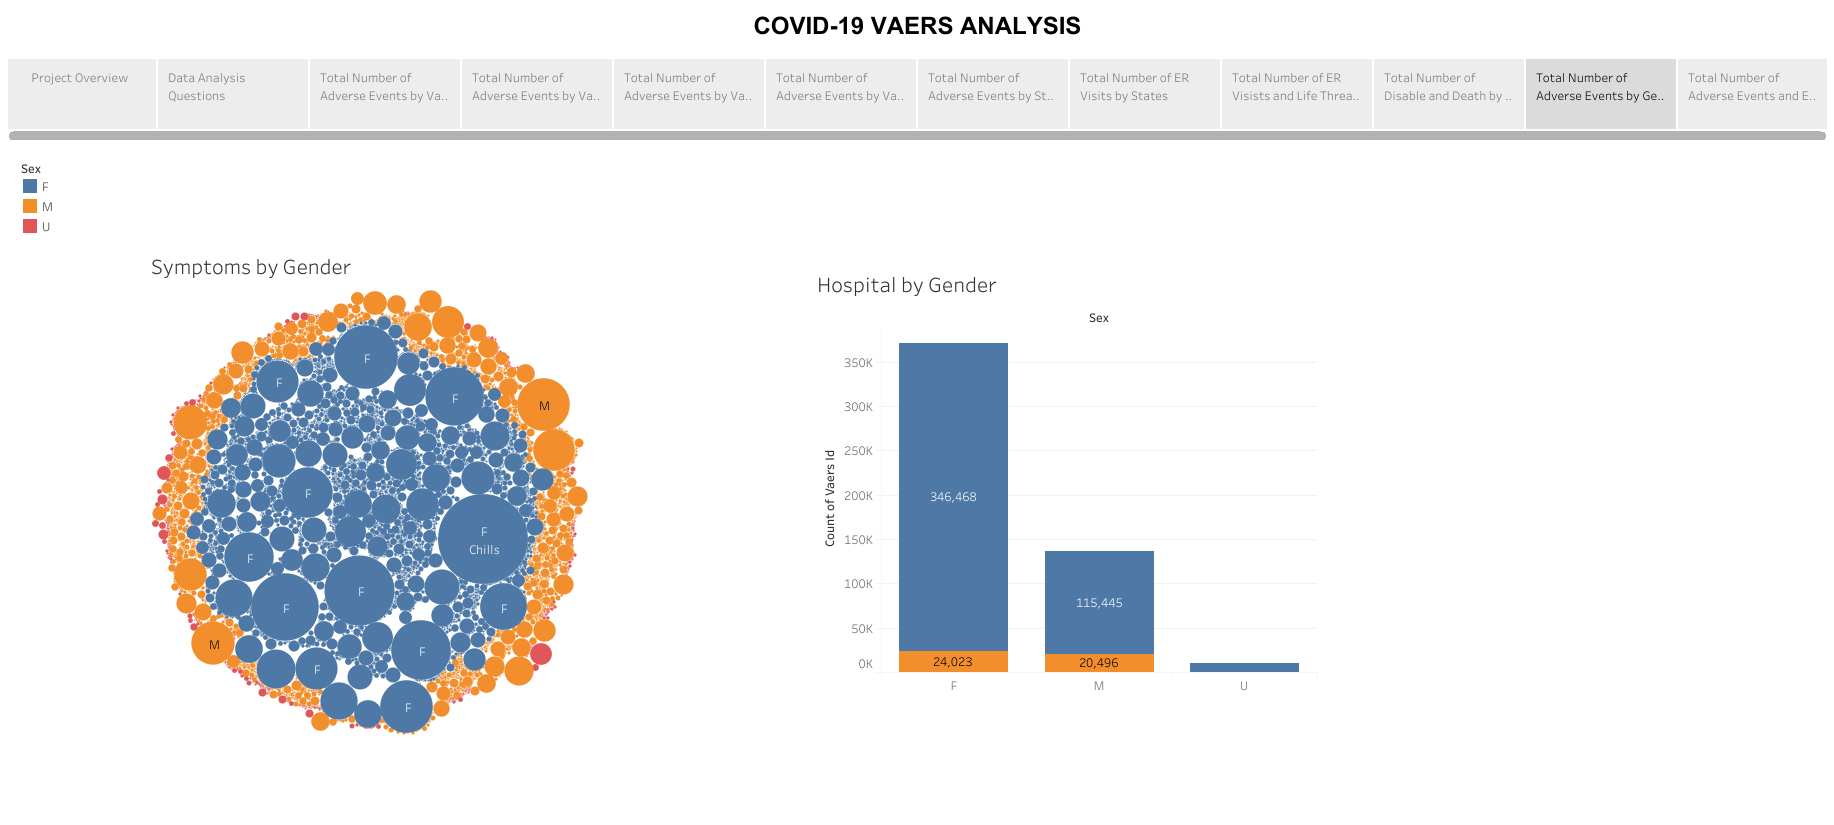 COVID-19 VAERS ANALYSIS
Project Overview
Data Analysis
Questions
Total Number of
Adverse Events by Va..
Total Number of
Adverse Events by Va..
Total Number of
Adverse Events by Va..
Total Number of
Adverse Events by Va..
Total Number of
Adverse Events by St..
Total Number of ER
Visits by States
Total Number of ER
Visists and Life Threa..
Total Number of
Disable and Death by ..
Total Number of
Adverse Events by Ge..
Total Number of
Adverse Events and E..
Sex
F
M
U
Symptoms by Gender
F
F
F
M
F
F
Chills
F
F
F
F
M
F
F
F
Hospital by Gender
Sex
Count of Vaers Id
350K
300K
250K
200K
150K
100K
50K
0K
346,468
24,023
115,445
20,496
F
M
U